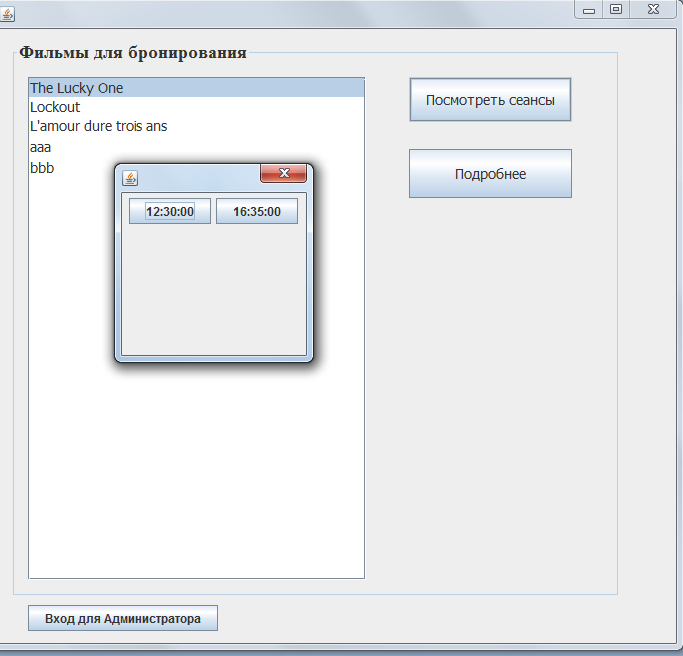 Фильмы для бронирования
The Lucky One
Lockout
L'amour dure trois ans
aaa
bbb
Посмотреть сеансы
Подробнее
12:30:00
16:35:00
Вход для Администратора